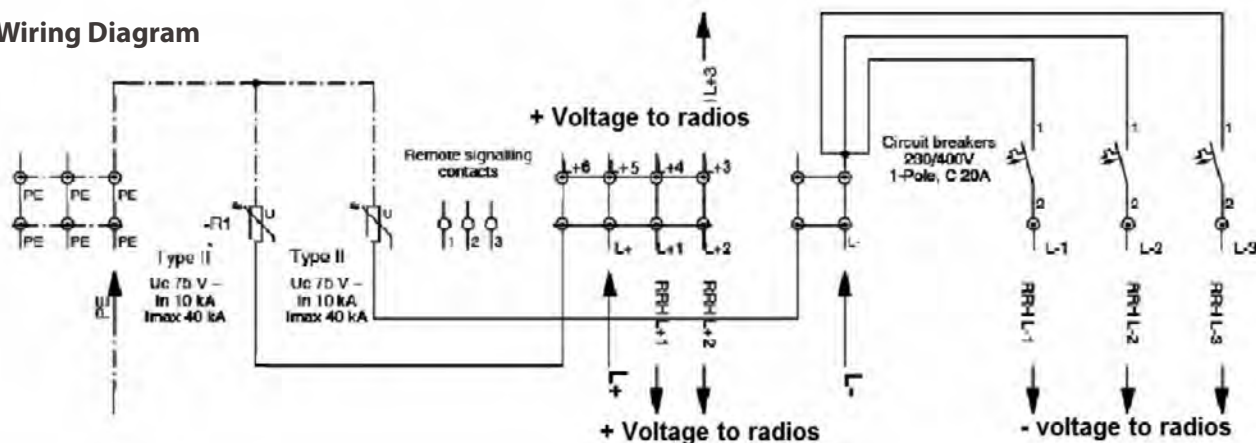 Wiring Diagram
L+3
+ Voltage to radios
Remote signalling
contacts
1 2 3
L+6 L+5 L+4 L+3
L+ L+1 L+2
PE PE PE
PE PE PE
PE
-R1
U
U
Type II
Uc 75 V –
In 10 kA
Imax 40 kA
Type II
Uc 75 V –
In 10 kA
Imax 40 kA
L+
RRH L+1
RRH L+2
+ Voltage to radios
L-
L-
Circuit breakers
230/400V
1-Pole, C 20A
1 1 1
2 2 2
L-1 L-2 L-3
RRH L-1
RRH L-2
RRH L-3
- voltage to radios